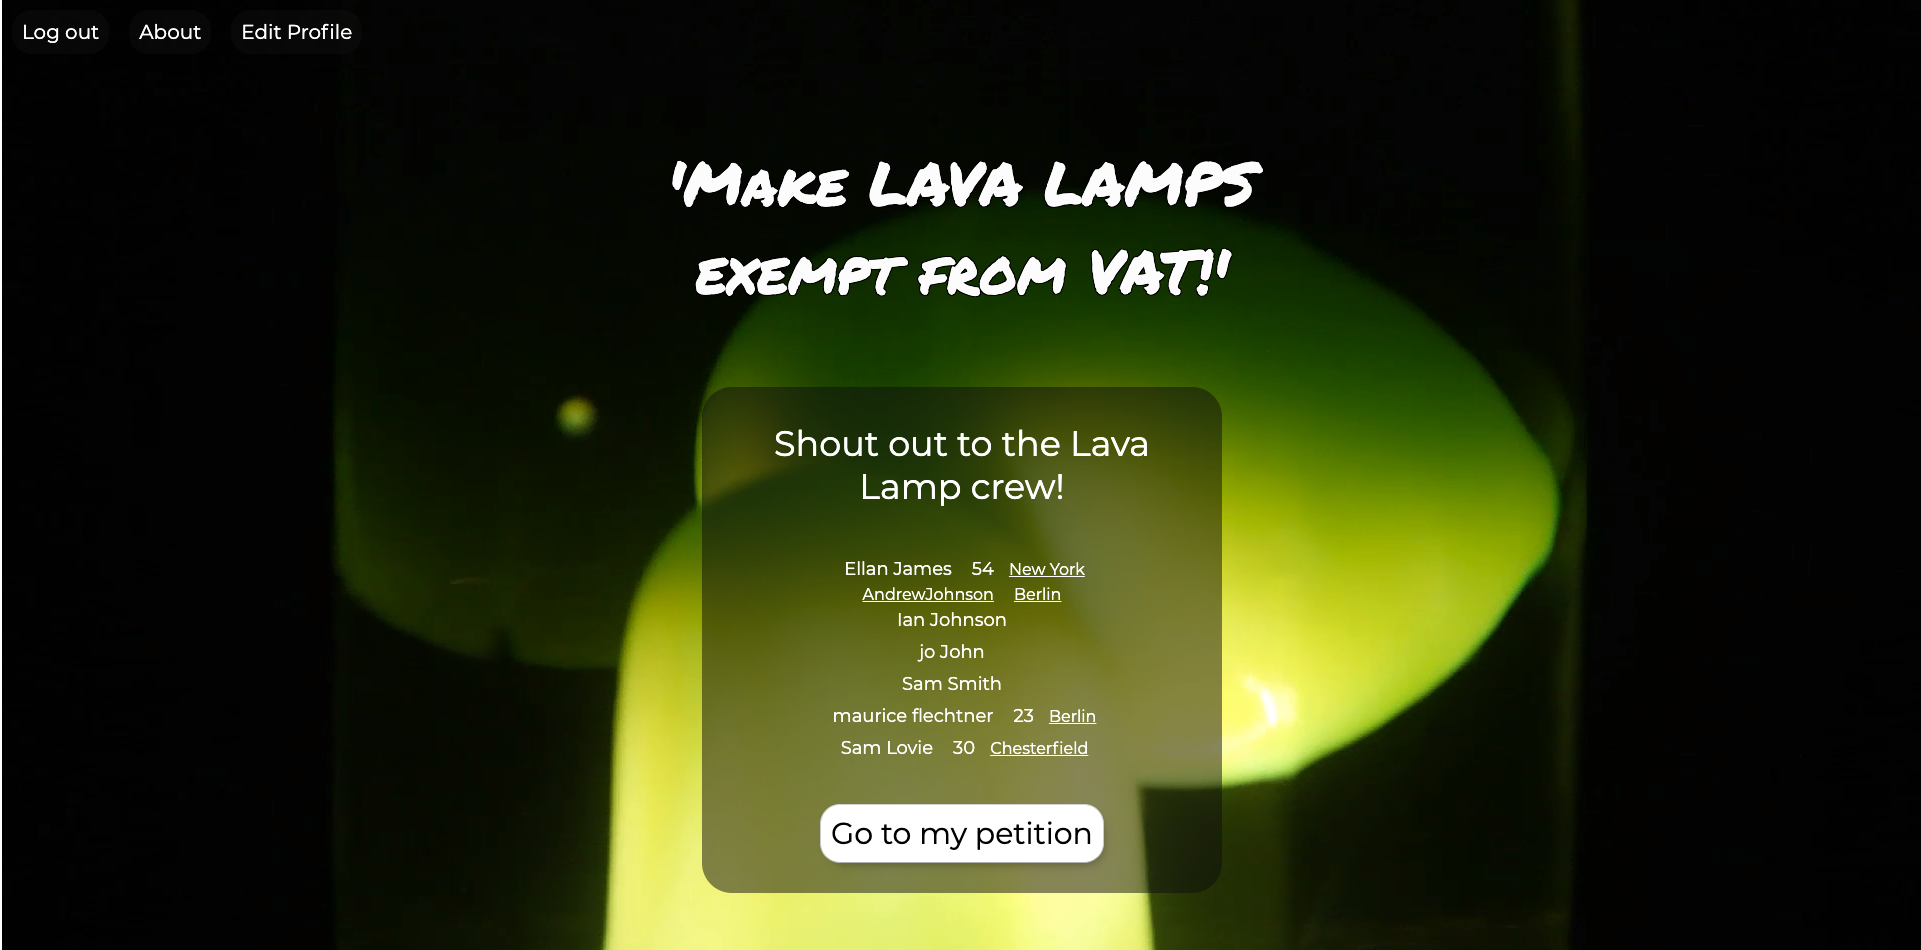 Log out About Edit Profile
'Make LAVA LAMPS
exempt from VAT!'
Shout out to the Lava
Lamp crew!
Ellan James 54 New York
AndrewJohnson Berlin
Ian Johnson
jo John
Sam Smith
maurice flechtner 23 Berlin
Sam Lovie 30 Chesterfield
Go to my petition